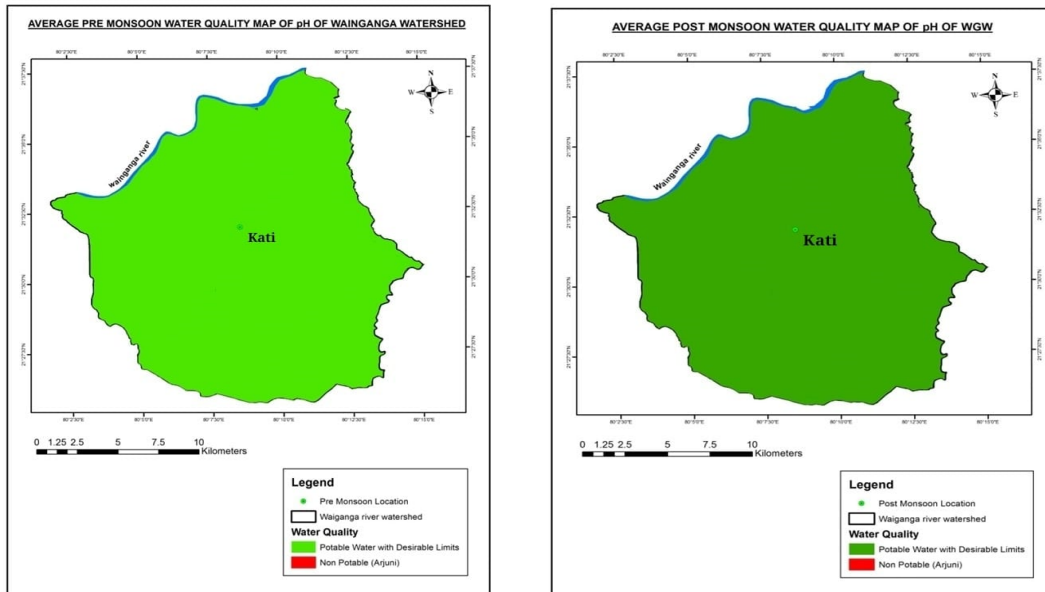 AVERAGE PRE MONSOON WATER QUALITY MAP OF pH OF WAINGANGA WATERSHED
N
W E
S
wainganga river
Kati
0 1.25 2.5 5 7.5 10
Kilometers
Legend
Pre Monsoon Location
Waiganga river watershed
Water Quality
Potable Water with Desirable Limits
Non Potable (Arjuni)
AVERAGE POST MONSOON WATER QUALITY MAP OF pH OF WGW
N
W E
S
Wainganga river
Kati
0 1.25 2.5 5 7.5 10
Kilometers
Legend
Post Monsoon Location
Waiganga river watershed
Water Quality
Potable Water with Desirable Limits
Non Potable (Arjuni)